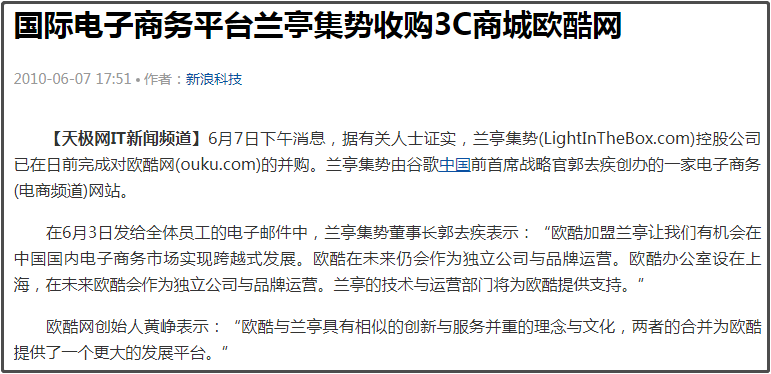 国际电子商务平台兰亭集势收购3C商城欧酷网
2010-06-07 17:51 • 作者：新浪科技
【天极网IT新闻频道】6月7日下午消息，据有关人士证实，兰亭集势(LightInTheBox.com)控股公司
已在日前完成对欧酷网(ouku.com)的并购。兰亭集势由谷歌中国前首席战略官郭去疾创办的一家电子商务
(电商频道)网站。
在6月3日发给全体员工的电子邮件中，兰亭集势董事长郭去疾表示：“欧酷加盟兰亭让我们有机会在
中国国内电子商务市场实现跨越式发展。欧酷在未来仍会作为独立公司与品牌运营。欧酷办公室设在上
海，在未来欧酷会作为独立公司与品牌运营。兰亭的技术与运营部门将为欧酷提供支持。”
欧酷网创始人黄峥表示：“欧酷与兰亭具有相似的创新与服务并重的理念与文化，两者的合并为欧酷
提供了一个更大的发展平台。”